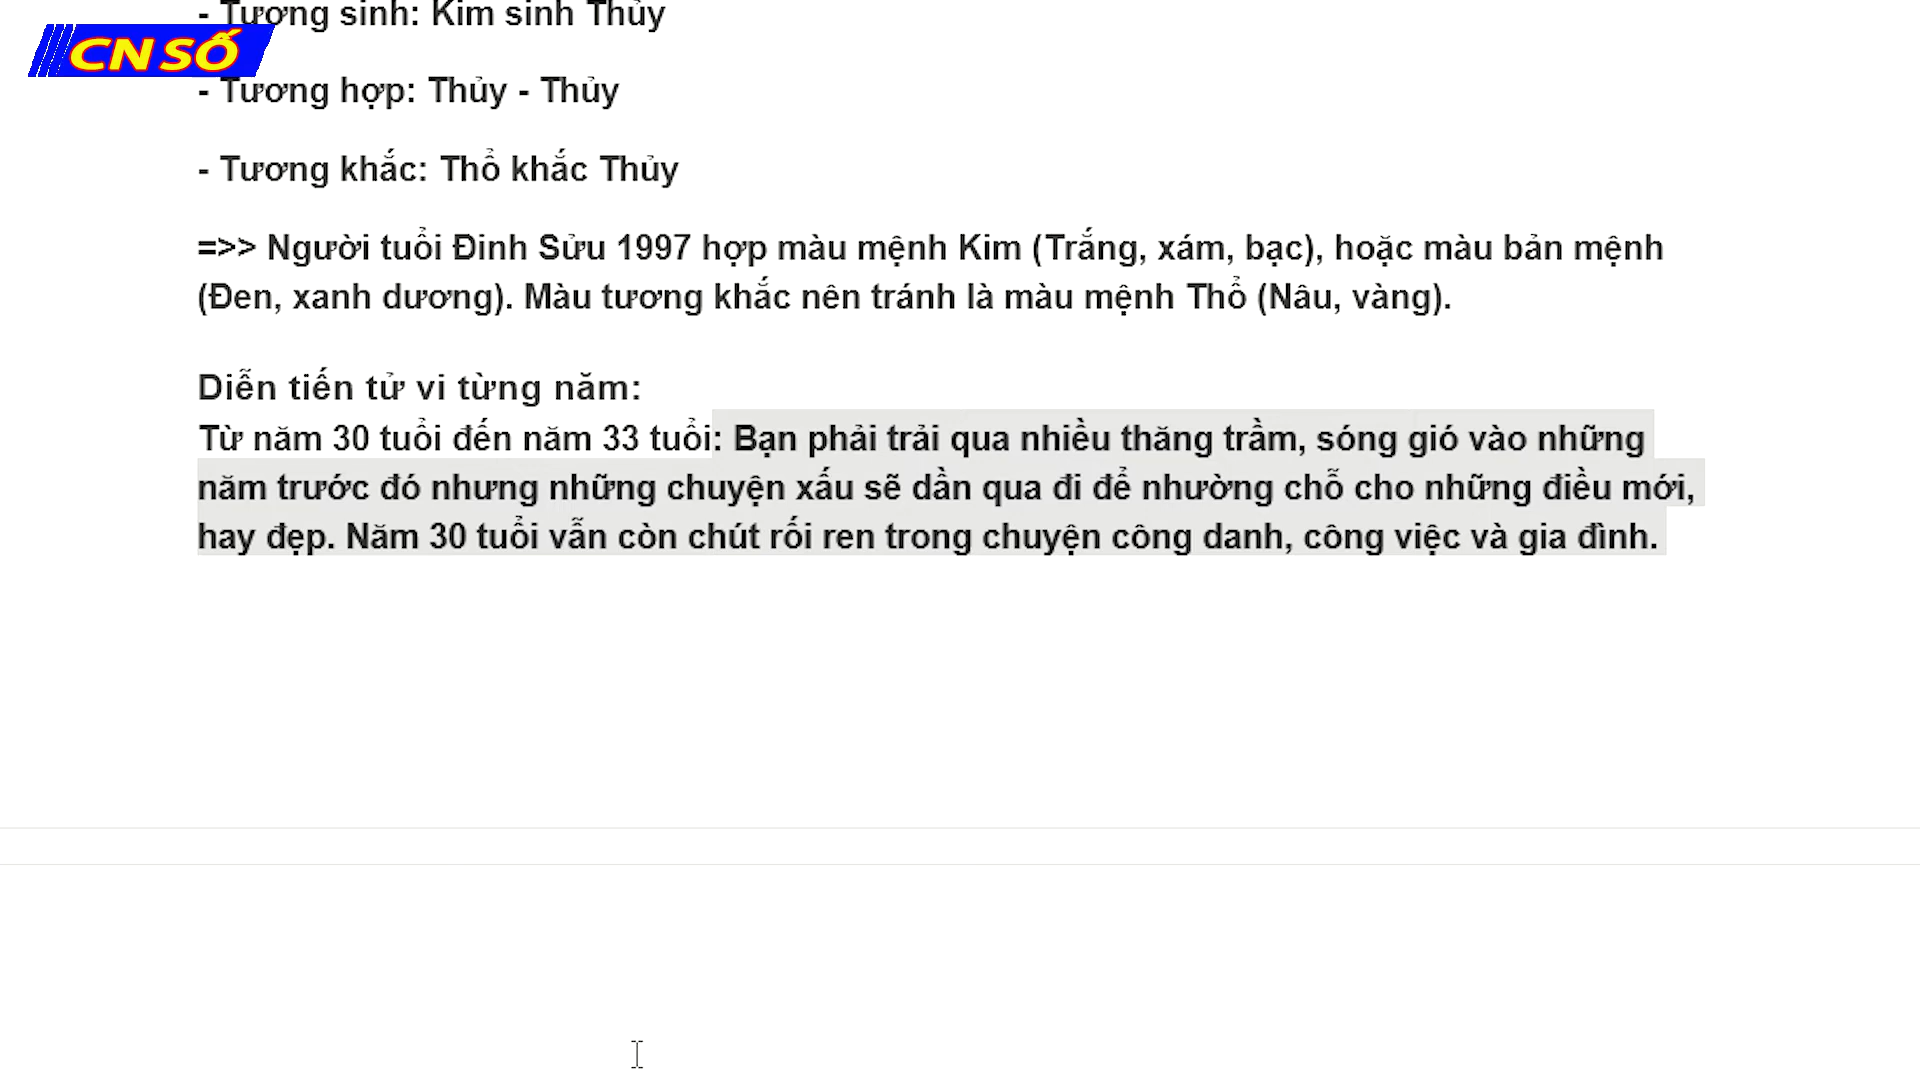 - Tương sinh: Kim sinh Thủy
CN SỐ
- Tương hợp: Thủy - Thủy
- Tương khắc: Thổ khắc Thủy
=>> Người tuổi Đinh Sửu 1997 hợp màu mệnh Kim (Trắng, xám, bạc), hoặc màu bản mệnh
(Đen, xanh dương). Màu tương khắc nên tránh là màu mệnh Thổ (Nâu, vàng).
Diễn tiến tử vi từng năm:
Từ năm 30 tuổi đến năm 33 tuổi: Bạn phải trải qua nhiều thăng trầm, sóng gió vào những
năm trước đó nhưng những chuyện xấu sẽ dần qua đi để nhường chỗ cho những điều mới,
hay đẹp. Năm 30 tuổi vẫn còn chút rối ren trong chuyện công danh, công việc và gia đình.